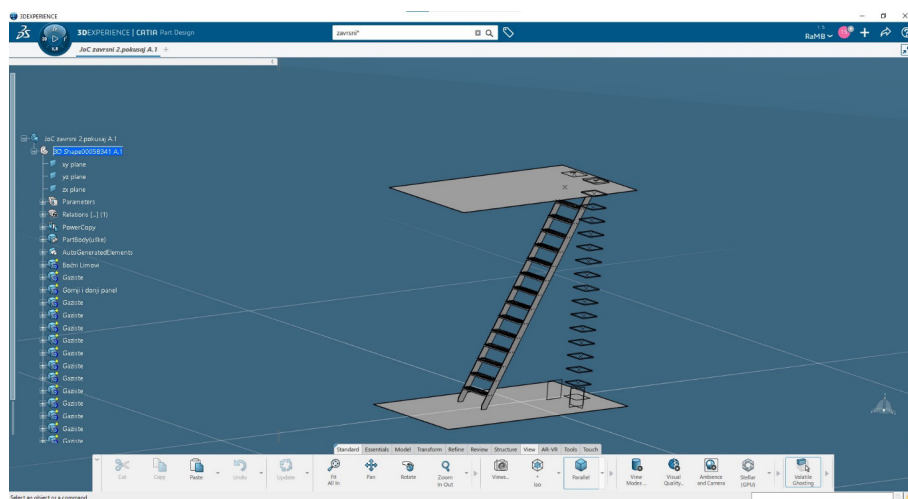 3DEXPERIENCE
3DEXPERIENCE | CATIA Part Design
zavrsni*
RaMB
V.R
JoC zavrsni 2.pokusaj A.1 +
JoC zavrsni 2.pokusaj A.1
3D Shape00058341 A.1
xy plane
yz plane
zx plane
Parameters
Relations [...] (1)
PowerCopy
PartBody(uške)
AutoGeneratedElements
Bočni Limovi
Gaziste
Gornji i donji panel
Gaziste
Gaziste
Gaziste
Gaziste
Gaziste
Gaziste
Gaziste
Gaziste
Gaziste
Gaziste
Gaziste
Gaziste
Standard Essentials Model Transform Refine Review Structure View AR-VR Tools Touch
Cut Copy Paste Undo Update Fit All In Pan Rotate Zoom In Out Views... iso Parallel View Modes... Visual Quality... Ambience and Camera Stellar (GPU) Volatile Ghosting
Select an object or a command